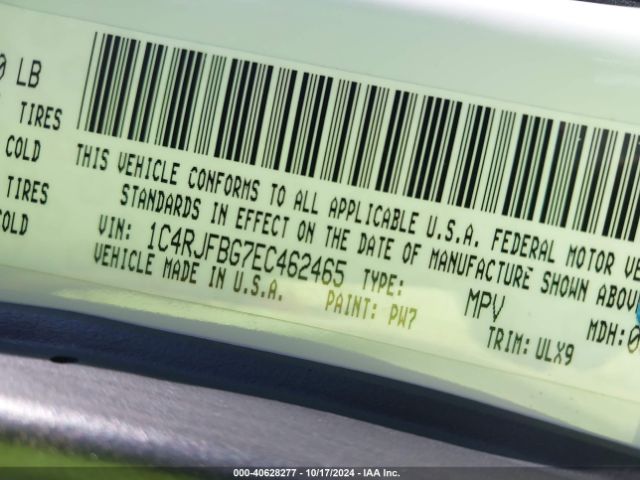 0 LB
TIRES
COLD
TIRES
COLD
THIS VEHICLE CONFORMS TO ALL APPLICABLE U.S.A. FEDERAL MOTOR VE
STANDARDS IN EFFECT ON THE DATE OF MANUFACTURE SHOWN ABOV
VIN: 1C4RJFBG7EC462465 TYPE: MPV MDH:0
VEHICLE MADE IN U.S.A. PAINT: PW7 TRIM: ULX9
000-40628277 - 10/17/2024 - IAA Inc.